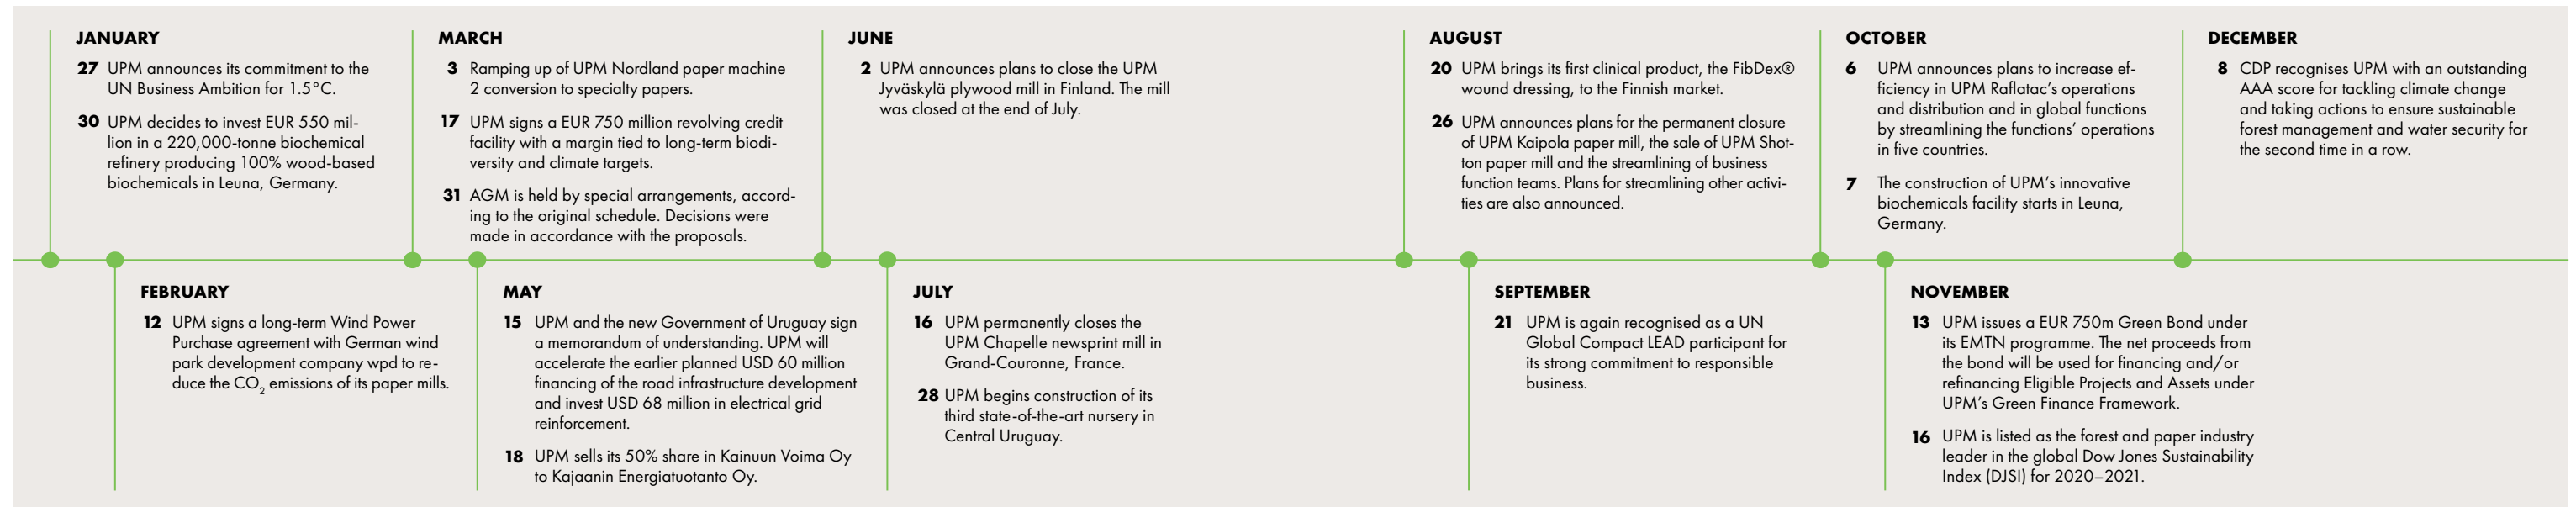 JANUARY
27 UPM announces its commitment to the
UN Business Ambition for 1.5°C.
30 UPM decides to invest EUR 550 mil-
lion in a 220,000-tonne biochemical
refinery producing 100% wood-based
biochemicals in Leuna, Germany.
FEBRUARY
12 UPM signs a long-term Wind Power
Purchase agreement with German wind
park development company wpd to re-
duce the CO2 emissions of its paper mills.
MARCH
3 Ramping up of UPM Nordland paper machine
2 conversion to specialty papers.
17 UPM signs a EUR 750 million revolving credit
facility with a margin tied to long-term biodi-
versity and climate targets.
31 AGM is held by special arrangements, accord-
ing to the original schedule. Decisions were
made in accordance with the proposals.
MAY
15 UPM and the new Government of Uruguay sign
a memorandum of understanding. UPM will
accelerate the earlier planned USD 60 million
financing of the road infrastructure development
and invest USD 68 million in electrical grid
reinforcement.
18 UPM sells its 50% share in Kainuun Voima Oy
to Kajaanin Energiatuotanto Oy.
JUNE
2 UPM announces plans to close the UPM
Jyväskylä plywood mill in Finland. The mill
was closed at the end of July.
JULY
16 UPM permanently closes the
UPM Chapelle newsprint mill in
Grand-Couronne, France.
28 UPM begins construction of its
third state-of-the-art nursery in
Central Uruguay.
AUGUST
20 UPM brings its first clinical product, the FibDex®
wound dressing, to the Finnish market.
26 UPM announces plans for the permanent closure
of UPM Kaipola paper mill, the sale of UPM Shot-
ton paper mill and the streamlining of business
function teams. Plans for streamlining other activi-
ties are also announced.
SEPTEMBER
21 UPM is again recognised as a UN
Global Compact LEAD participant for
its strong commitment to responsible
business.
OCTOBER
6 UPM announces plans to increase ef-
ficiency in UPM Raflatac's operations
and distribution and in global functions
by streamlining the functions' operations
in five countries.
7 The construction of UPM's innovative
biochemicals facility starts in Leuna,
Germany.
NOVEMBER
13 UPM issues a EUR 750m Green Bond under
its EMTN programme. The net proceeds from
the bond will be used for financing and/or
refinancing Eligible Projects and Assets under
UPM's Green Finance Framework.
16 UPM is listed as the forest and paper industry
leader in the global Dow Jones Sustainability
Index (DJSI) for 2020–2021.
DECEMBER
8 CDP recognises UPM with an outstanding
AAA score for tackling climate change
and taking actions to ensure sustainable
forest management and water security for
the second time in a row.